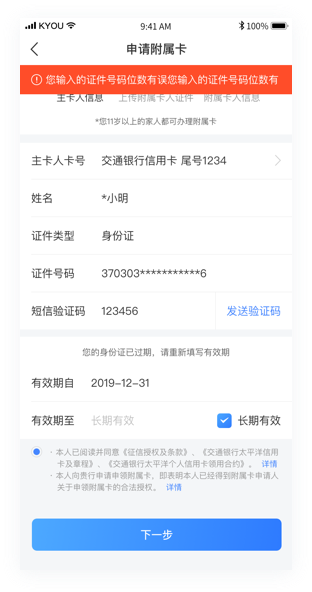 KYOU 9:41 AM 100%
申请附属卡
您输入的证件号码位数有误您输入的证件号码位数有
主卡人信息 上传附属卡人证件 附属卡人信息
*您11岁以上的家人都可办理附属卡
主卡人卡号 交通银行信用卡 尾号1234
姓名 *小明
证件类型 身份证
证件号码 370303***********6
短信验证码 123456 发送验证码
您的身份证已过期，请重新填写有效期
有效期自 2019-12-31
有效期至 长期有效 长期有效
· 本人已阅读并同意《征信授权及条款》、《交通银行太平洋信用
卡及章程》、《交通银行太平洋个人信用卡领用合约》。 详情
· 本人向贵行申请申领附属卡，即表明本人已经得到附属卡申请人
关于申领附属卡的合法授权。 详情
下一步